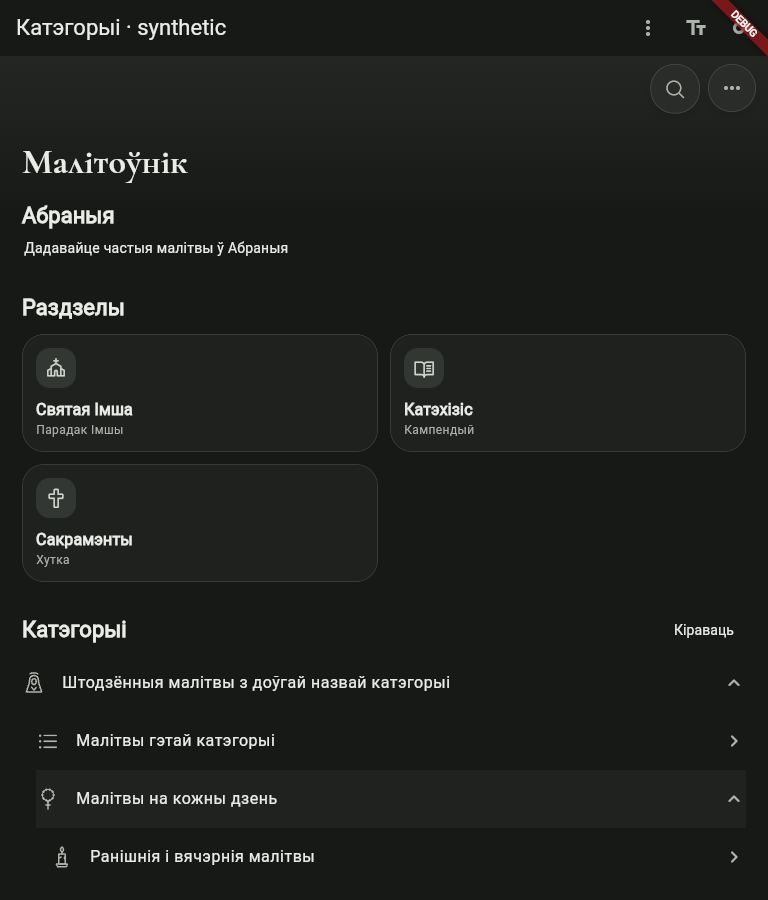 Катэгорыі · synthetic
DEBUG
Малітоўнік
Абраныя
Дадавайце частыя малітвы ў Абраныя
Раздзелы
Святая Імша
Парадак Імшы
Катэхізіс
Кампендый
Сакрамэнты
Хутка
Катэгорыі
Кіраваць
Штодзённыя малітвы з доўгай назвай катэгорыі
Малітвы гэтай катэгорыі
Малітвы на кожны дзень
Ранішнія і вячэрнія малітвы